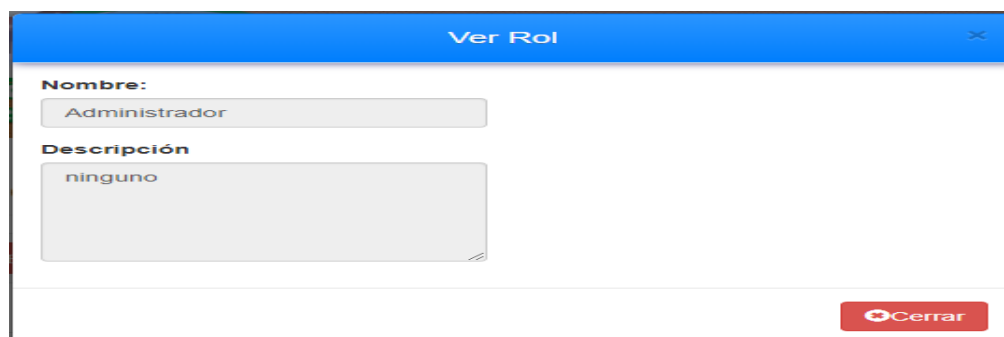 Ver Rol
Nombre:
Administrador
Descripción
ninguno
Cerrar